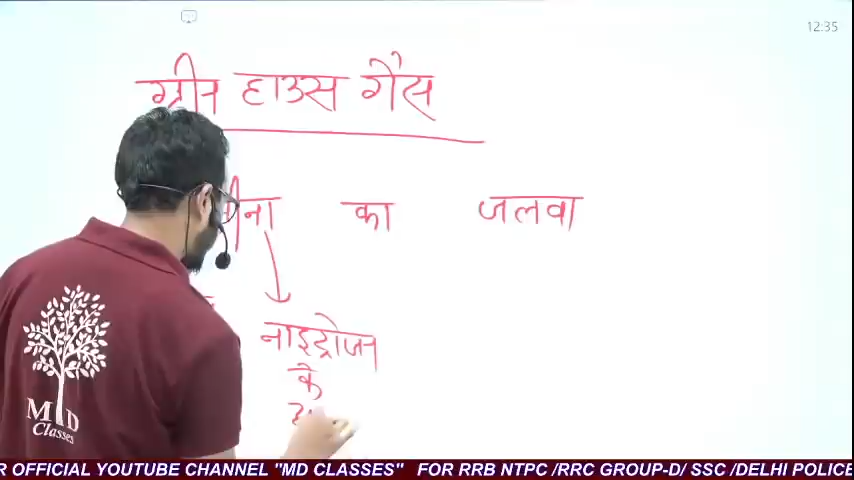 12:35
ग्रीन हाउस गैस
का जलवा
नाइट्रोजन
के
MD
Classes
R OFFICIAL YOUTUBE CHANNEL "MD CLASSES" FOR RRB NTPC /RRC GROUP-D/ SSC /DELHI POLICE